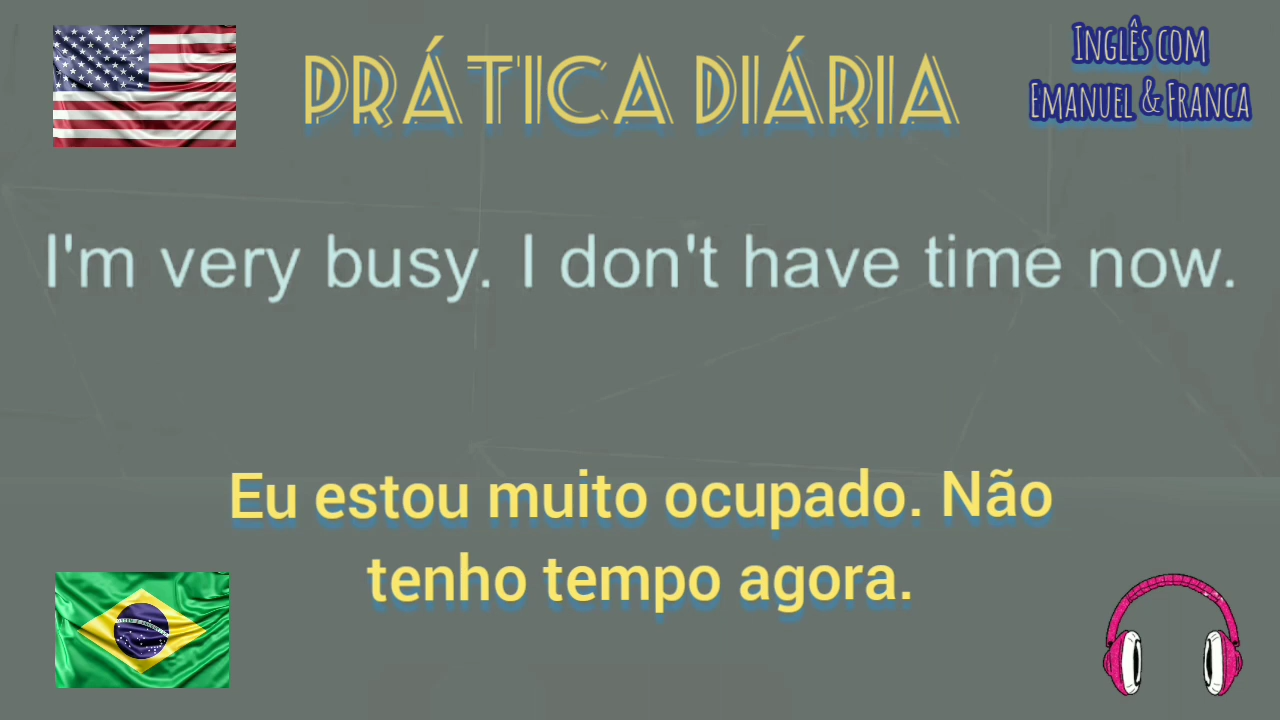 PRÁTICA DIÁRIA
Inglês com
Emanuel & Franca
I'm very busy. I don't have time now.
Eu estou muito ocupado. Não
tenho tempo agora.